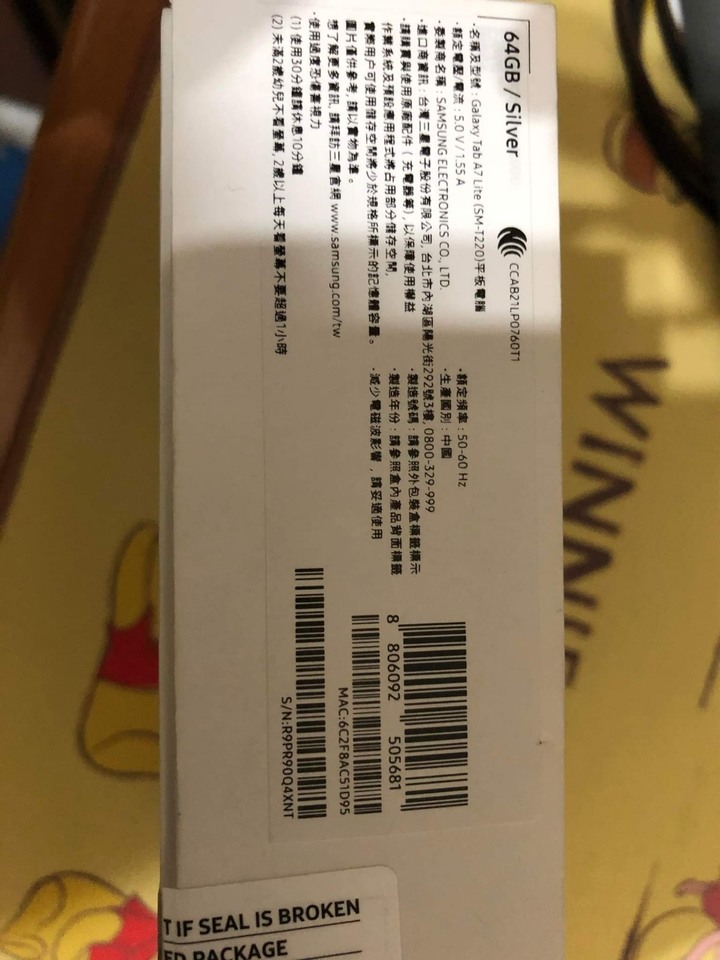 64GB / Silver
CCAB21LP0760T1
·名稱及型號：Galaxy Tab A7 Lite (SM-T220)平板電腦
·額定電壓/電流：5.0 V / 1.55 A
·額定頻率：50-60 Hz
·委製商名稱：SAMSUNG ELECTRONICS CO., LTD.
·生產國別：中國
·進口商資訊：台灣三星電子股份有限公司, 台北市內湖區陽光街292號3樓, 0800-329-999
·請購買與使用原廠配件（充電器等), 以保障使用權益
·製造號碼：請參照外包裝盒標籤標示
作業系統及預設應用程式將占用部分儲存空間,
·製造年份：請參照盒內產品背面標籤
實際用戶可使用儲存空間將少於規格所標示的記憶體容量。
·減少電磁波影響，請妥適使用
圖片僅供參考, 請以實物為準。
想了解更多資訊, 請拜訪三星官網 www.samsung.com/tw
·使用過度恐傷害視力
(1) 使用30分鐘請休息10分鐘
(2) 未滿2歲幼兒不看螢幕, 2歲以上每天看螢幕不要超過1小時
8 806092 505681
MAC:6C2F8AC51D95
S/N:R9PR90Q4XNT
T IF SEAL IS BROKEN
ED PACKAGE
WINNIE